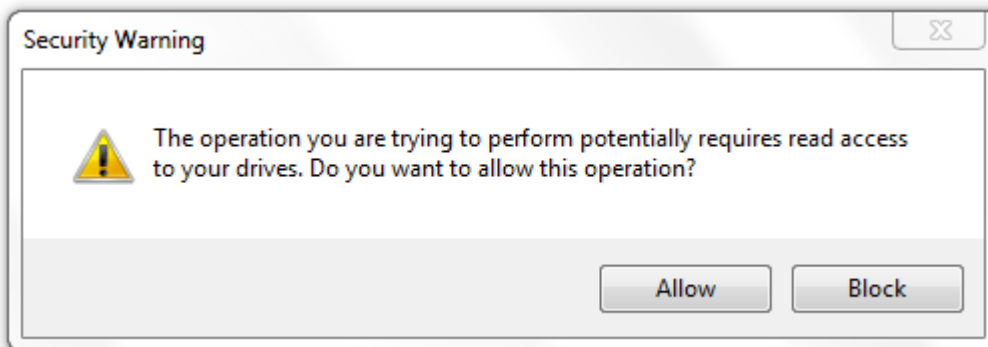 Security Warning
The operation you are trying to perform potentially requires read access
to your drives. Do you want to allow this operation?
Allow
Block